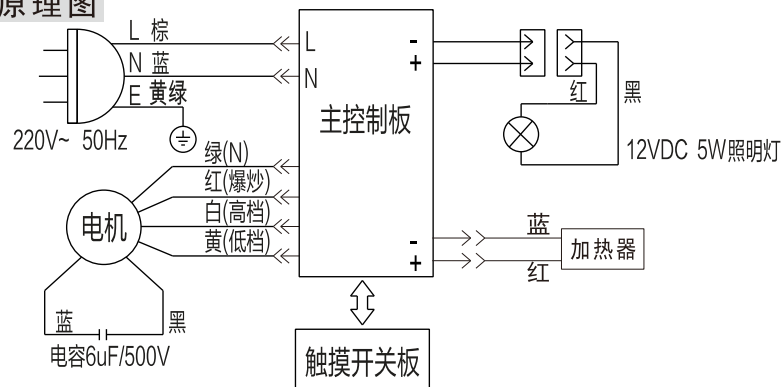 原理图
L 棕
N 蓝
E 黄绿
220V~ 50Hz
L
N
主控制板
-
+
红
黑
12VDC 5W照明灯
绿(N)
红(爆炒)
白(高档)
黄(低档)
电机
蓝
黑
电容6uF/500V
-
+
蓝
红
加热器
触摸开关板